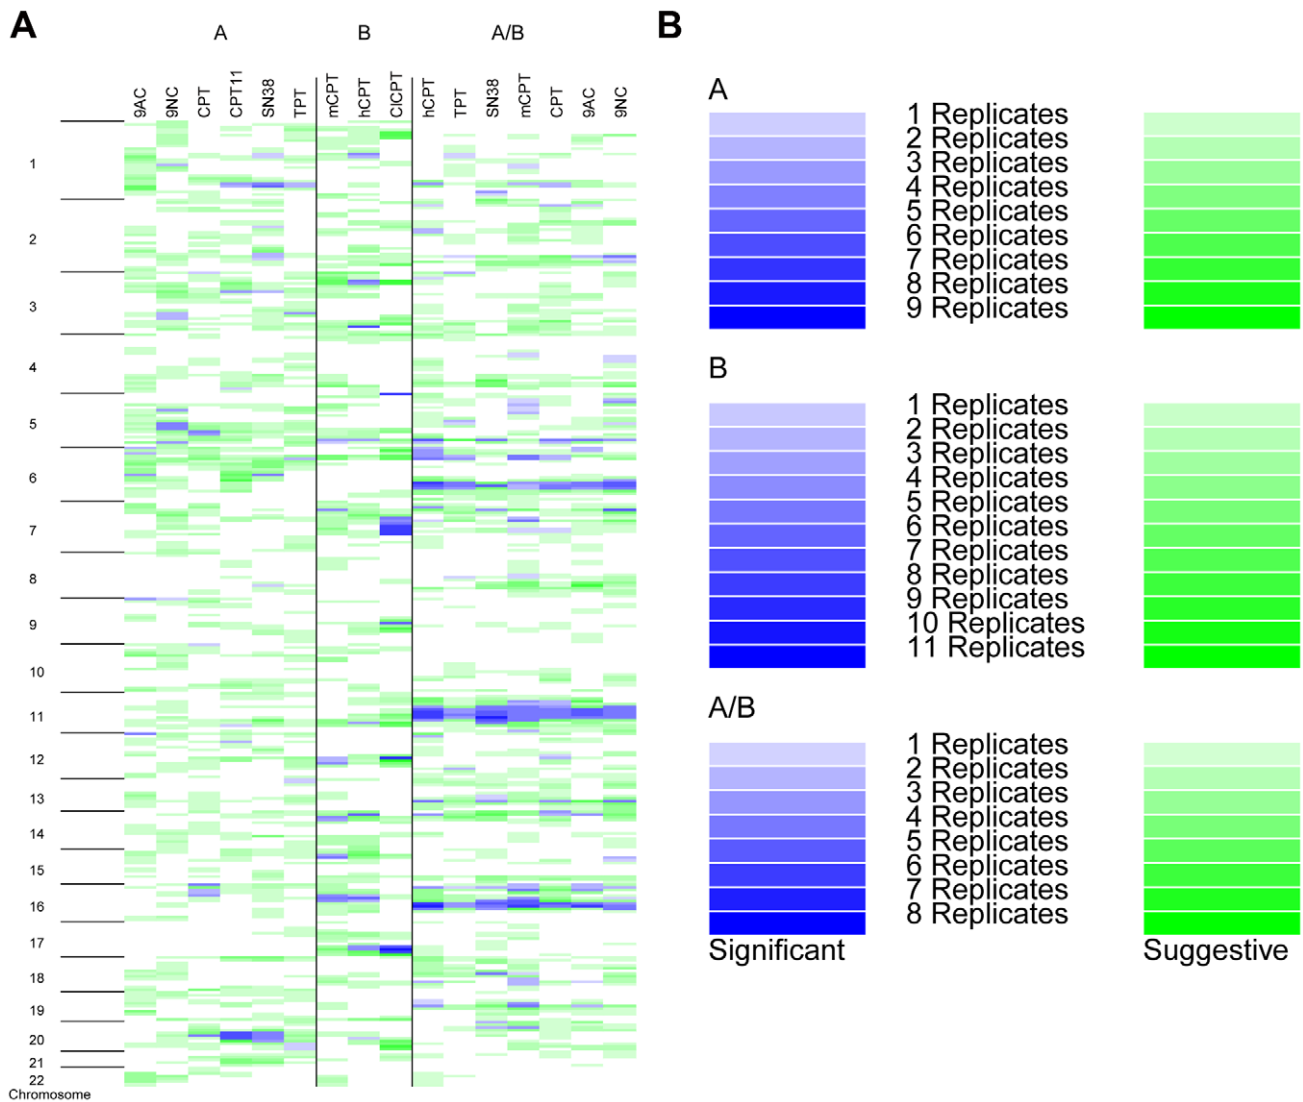 A
B
A
B
A/B
9AC
9NC
CPT
CPT11
SN38
TPT
mCPT
hCPT
ClCPT
hCPT
TPT
SN38
mCPT
CPT
9AC
9NC
1
2
3
4
5
6
7
8
9
10
11
12
13
14
15
16
17
18
19
20
21
22
Chromosome
A
1 Replicates
2 Replicates
3 Replicates
4 Replicates
5 Replicates
6 Replicates
7 Replicates
8 Replicates
9 Replicates
B
1 Replicates
2 Replicates
3 Replicates
4 Replicates
5 Replicates
6 Replicates
7 Replicates
8 Replicates
9 Replicates
10 Replicates
11 Replicates
A/B
1 Replicates
2 Replicates
3 Replicates
4 Replicates
5 Replicates
6 Replicates
7 Replicates
8 Replicates
Significant
Suggestive